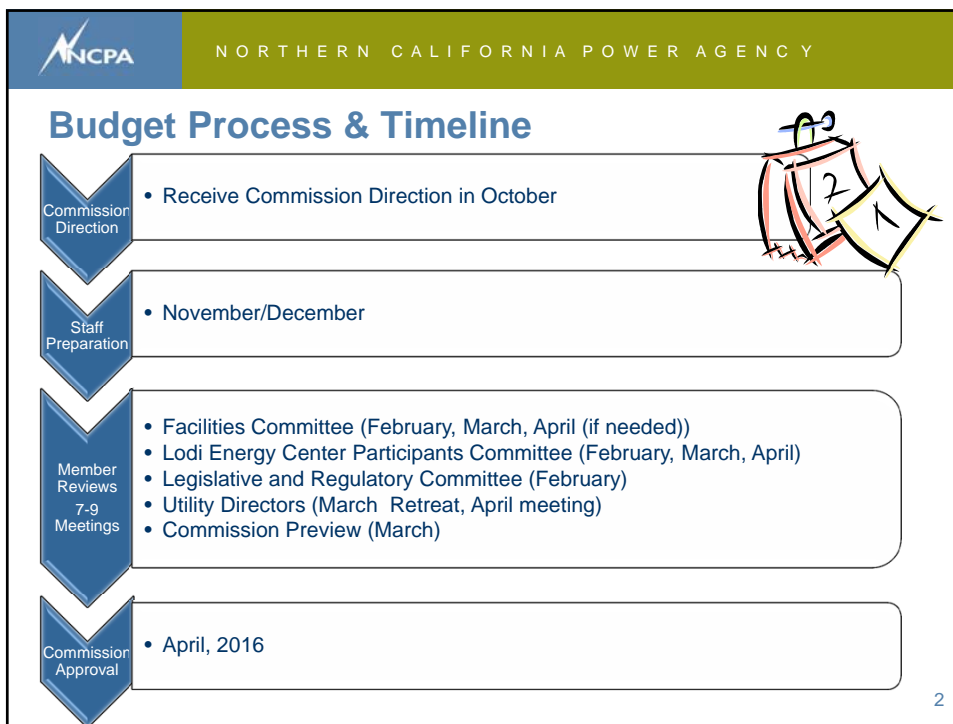 NCPA
NORTHERN CALIFORNIA POWER AGENCY
Budget Process & Timeline
2
1
Commission
Direction
• Receive Commission Direction in October
Staff
Preparation
• November/December
Member
Reviews
7-9
Meetings
• Facilities Committee (February, March, April (if needed))
• Lodi Energy Center Participants Committee (February, March, April)
• Legislative and Regulatory Committee (February)
• Utility Directors (March Retreat, April meeting)
• Commission Preview (March)
Commission
Approval
• April, 2016
2